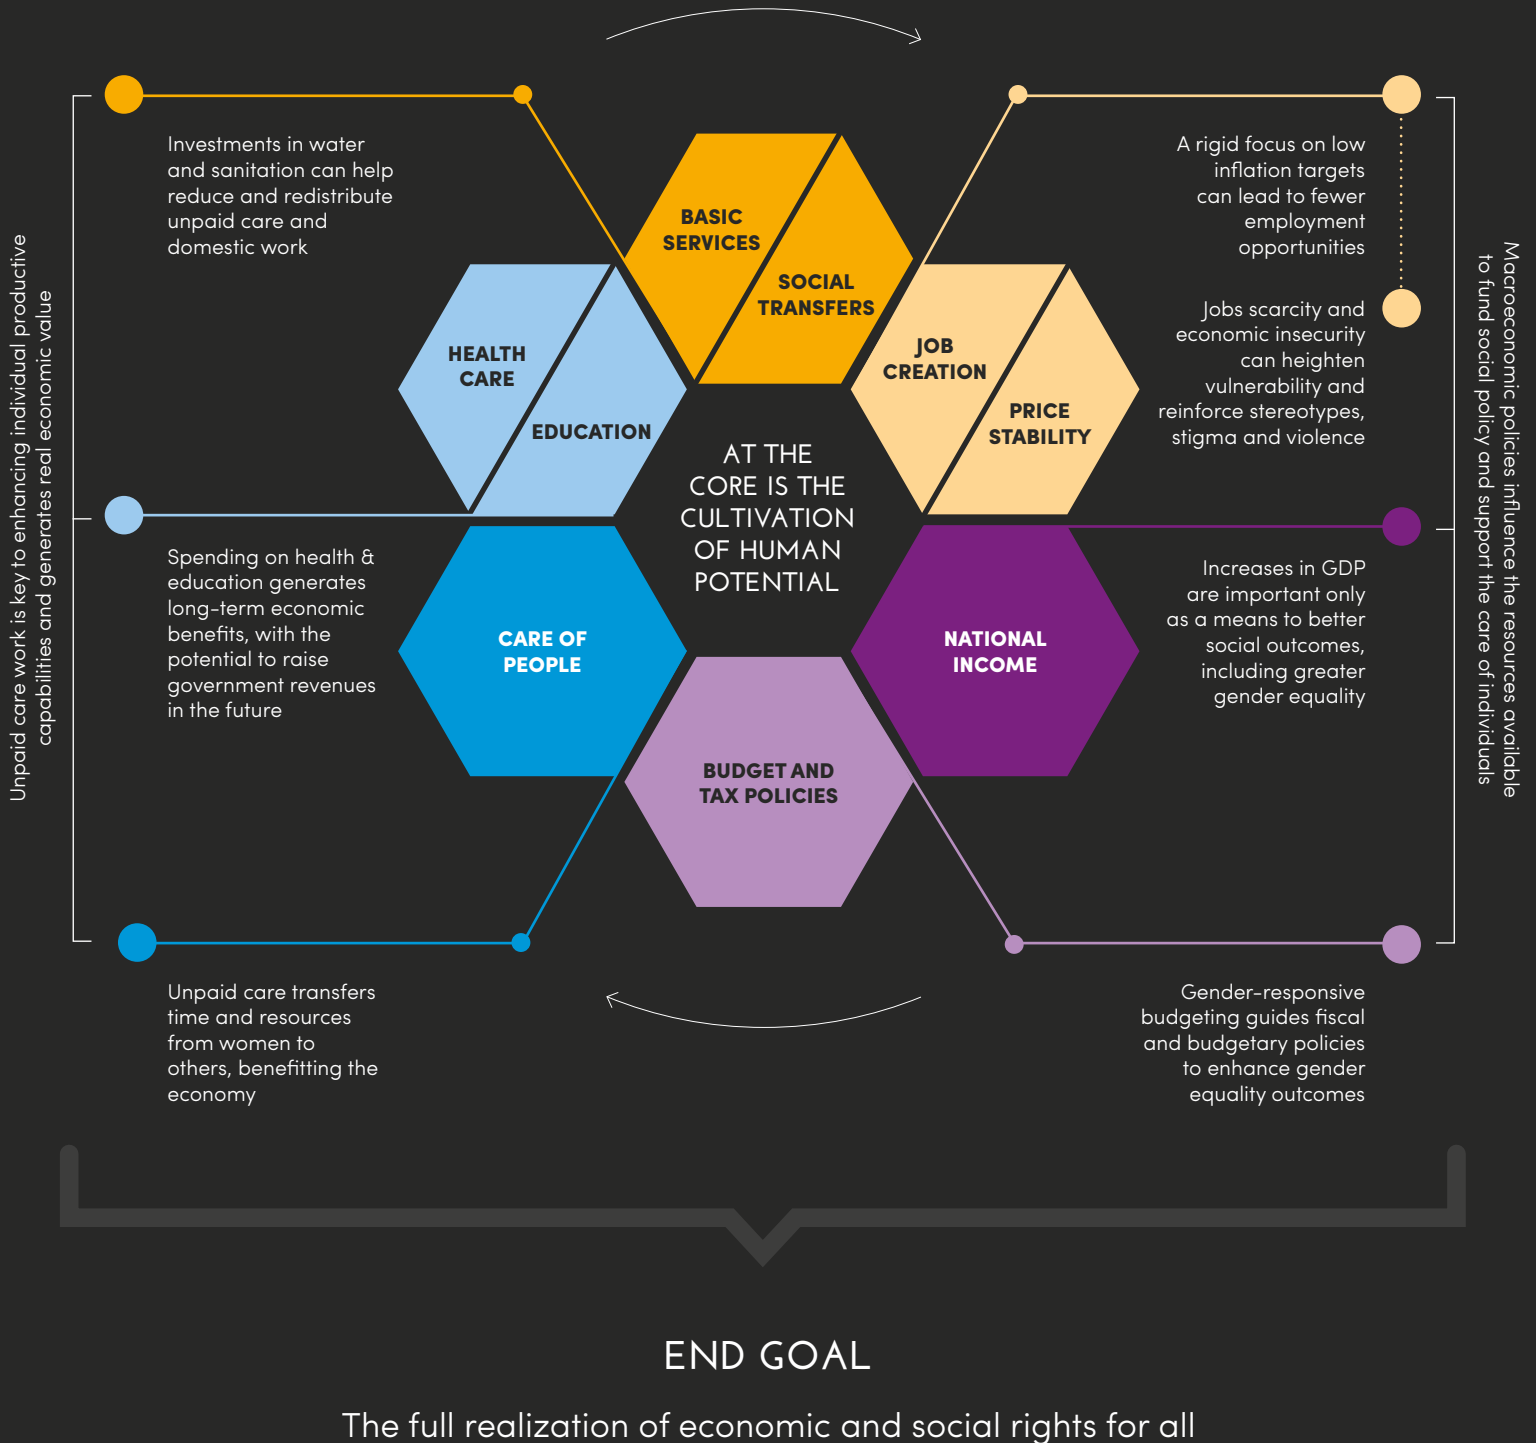 Unpaid care work is key to enhancing individual productive
capabilities and generates real economic value
Investments in water
and sanitation can help
reduce and redistribute
unpaid care and
domestic work
Spending on health &
education generates
long-term economic
benefits, with the
potential to raise
government revenues
in the future
Unpaid care transfers
time and resources
from women to
others, benefitting the
economy
BASIC
SERVICES
SOCIAL
TRANSFERS
HEALTH
CARE
EDUCATION
JOB
CREATION
PRICE
STABILITY
AT THE
CORE IS THE
CULTIVATION
OF HUMAN
POTENTIAL
CARE OF
PEOPLE
NATIONAL
INCOME
BUDGET AND
TAX POLICIES
A rigid focus on low
inflation targets
can lead to fewer
employment
opportunities
Jobs scarcity and
economic insecurity
can heighten
vulnerability and
reinforce stereotypes,
stigma and violence
Increases in GDP
are important only
as a means to better
social outcomes,
including greater
gender equality
Gender-responsive
budgeting guides fiscal
and budgetary policies
to enhance gender
equality outcomes
Macroeconomic policies influence the resources available
to fund social policy and support the care of individuals
END GOAL
The full realization of economic and social rights for all